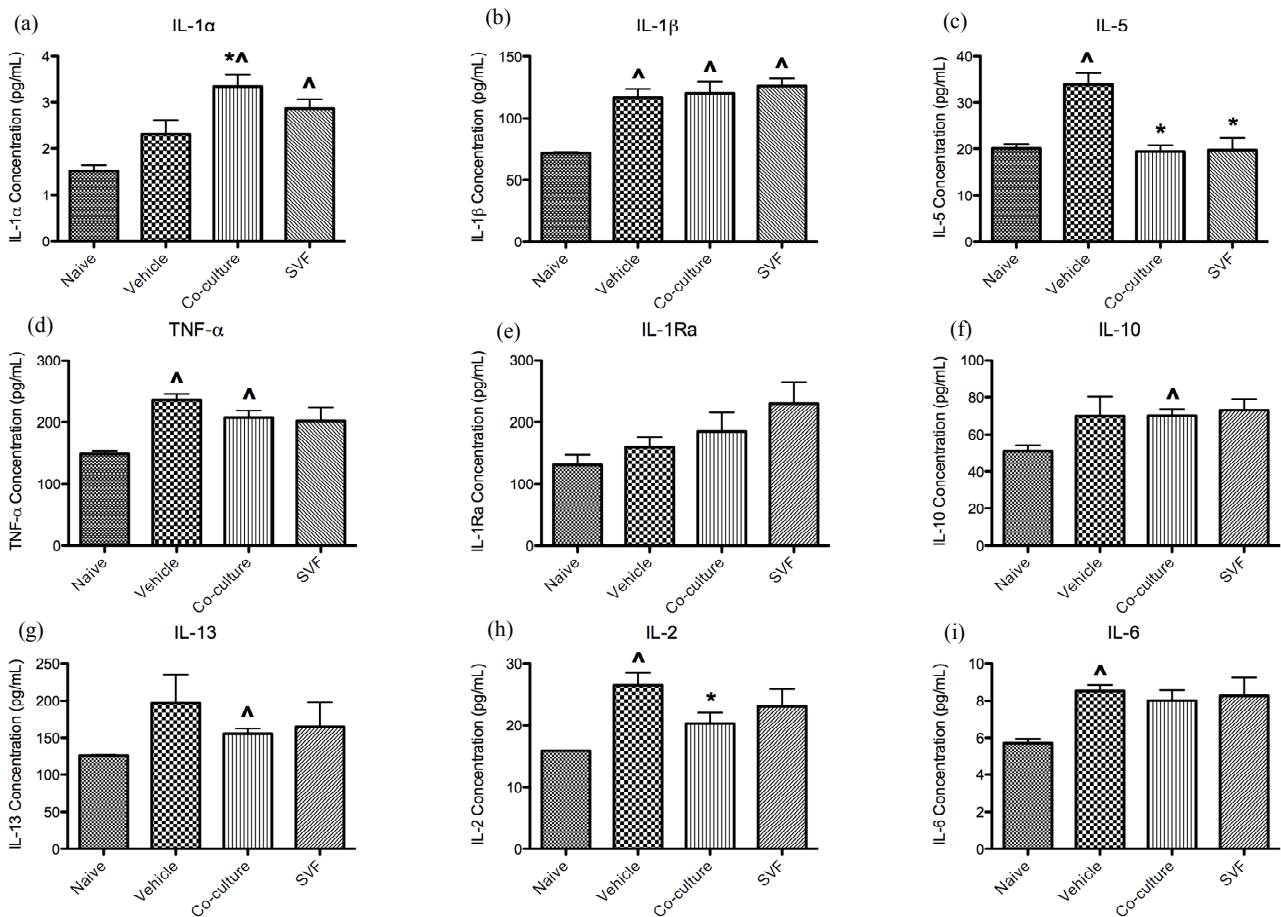 (a)
IL-1α
IL-1α Concentration (pg/mL)
4
3
2
1
0
*^
^
Naive
Vehicle
Co-culture
SVF
(b)
IL-1β
IL-1β Concentration (pg/mL)
150
100
50
0
^
^
^
Naive
Vehicle
Co-culture
SVF
(c)
IL-5
IL-5 Concentration (pg/mL)
40
30
20
10
0
^
*
*
Naive
Vehicle
Co-culture
SVF
(d)
TNF-α
TNF-α Concentration (pg/mL)
300
200
100
0
^
^
Naive
Vehicle
Co-culture
SVF
(e)
IL-1Ra
IL-1Ra Concentration (pg/mL)
300
200
100
0
Naive
Vehicle
Co-culture
SVF
(f)
IL-10
IL-10 Concentration (pg/mL)
80
60
40
20
0
^
Naive
Vehicle
Co-culture
SVF
(g)
IL-13
IL-13 Concentration (pg/mL)
250
200
150
100
50
0
^
Naive
Vehicle
Co-culture
SVF
(h)
IL-2
IL-2 Concentration (pg/mL)
30
20
10
0
^
*
Naive
Vehicle
Co-culture
SVF
(i)
IL-6
IL-6 Concentration (pg/mL)
10
8
6
4
2
0
^
Naive
Vehicle
Co-culture
SVF